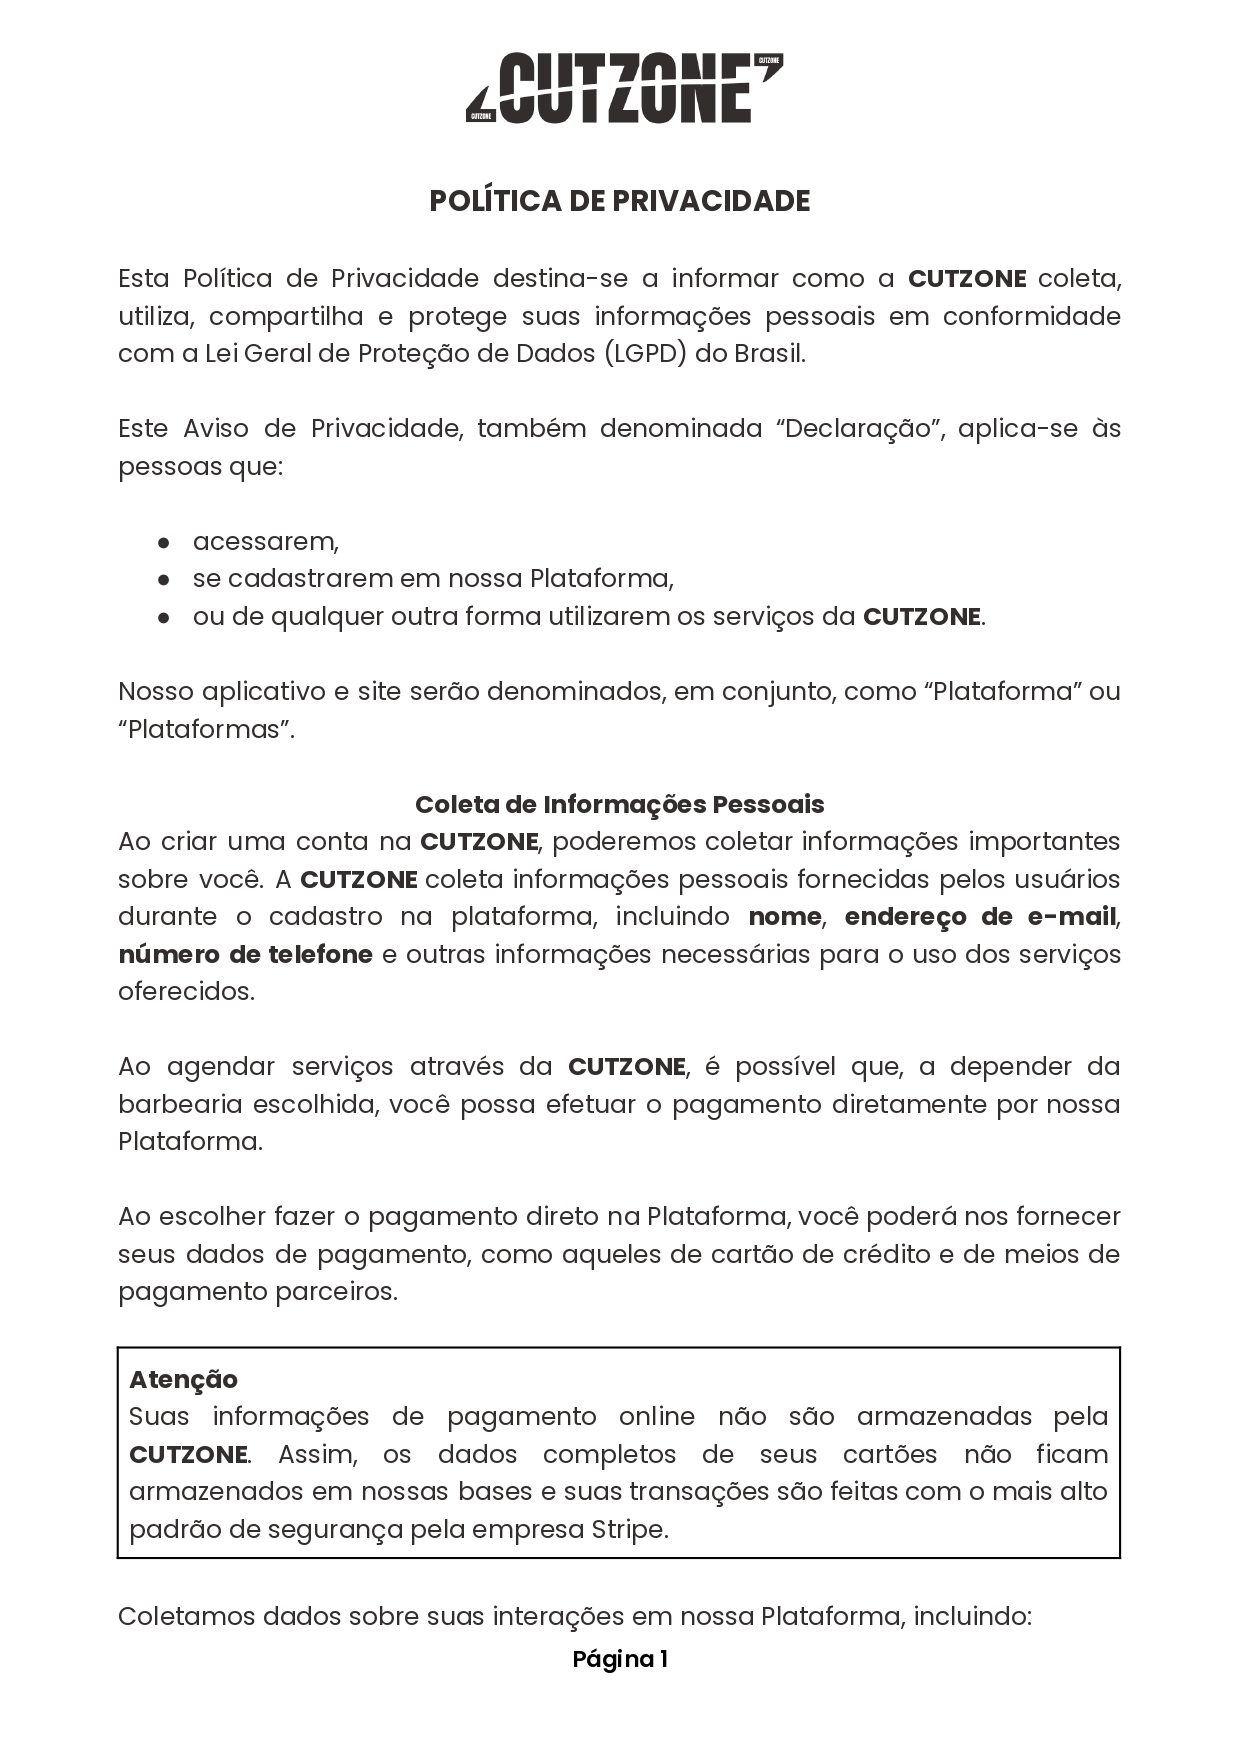 CUTZONE
CUTZONE
CUTZONE
POLÍTICA DE PRIVACIDADE
Esta Política de Privacidade destina-se a informar como a CUTZONE coleta,
utiliza, compartilha e protege suas informações pessoais em conformidade
com a Lei Geral de Proteção de Dados (LGPD) do Brasil.
Este Aviso de Privacidade, também denominada “Declaração”, aplica-se às
pessoas que:
● acessarem,
● se cadastrarem em nossa Plataforma,
● ou de qualquer outra forma utilizarem os serviços da CUTZONE.
Nosso aplicativo e site serão denominados, em conjunto, como “Plataforma” ou
“Plataformas”.
Coleta de Informações Pessoais
Ao criar uma conta na CUTZONE, poderemos coletar informações importantes
sobre você. A CUTZONE coleta informações pessoais fornecidas pelos usuários
durante o cadastro na plataforma, incluindo nome, endereço de e-mail,
número de telefone e outras informações necessárias para o uso dos serviços
oferecidos.
Ao agendar serviços através da CUTZONE, é possível que, a depender da
barbearia escolhida, você possa efetuar o pagamento diretamente por nossa
Plataforma.
Ao escolher fazer o pagamento direto na Plataforma, você poderá nos fornecer
seus dados de pagamento, como aqueles de cartão de crédito e de meios de
pagamento parceiros.
Atenção
Suas informações de pagamento online não são armazenadas pela
CUTZONE. Assim, os dados completos de seus cartões não ficam
armazenados em nossas bases e suas transações são feitas com o mais alto
padrão de segurança pela empresa Stripe.
Coletamos dados sobre suas interações em nossa Plataforma, incluindo:
Página 1